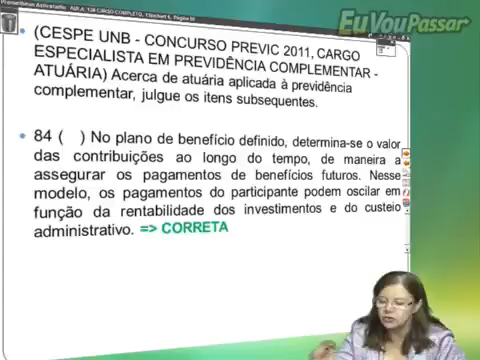 EuVouPassar
(CESPE UNB - CONCURSO PREVIC 2011, CARGO
ESPECIALISTA EM PREVIDÊNCIA COMPLEMENTAR -
ATUÁRIA) Acerca de atuária aplicada à previdência
complementar, julgue os itens subsequentes.
84 ( ) No plano de benefício definido, determina-se o valor
das contribuições ao longo do tempo, de maneira a
assegurar os pagamentos de benefícios futuros. Nesse
modelo, os pagamentos do participante podem oscilar em
função da rentabilidade dos investimentos e do custeio
administrativo. => CORRETA